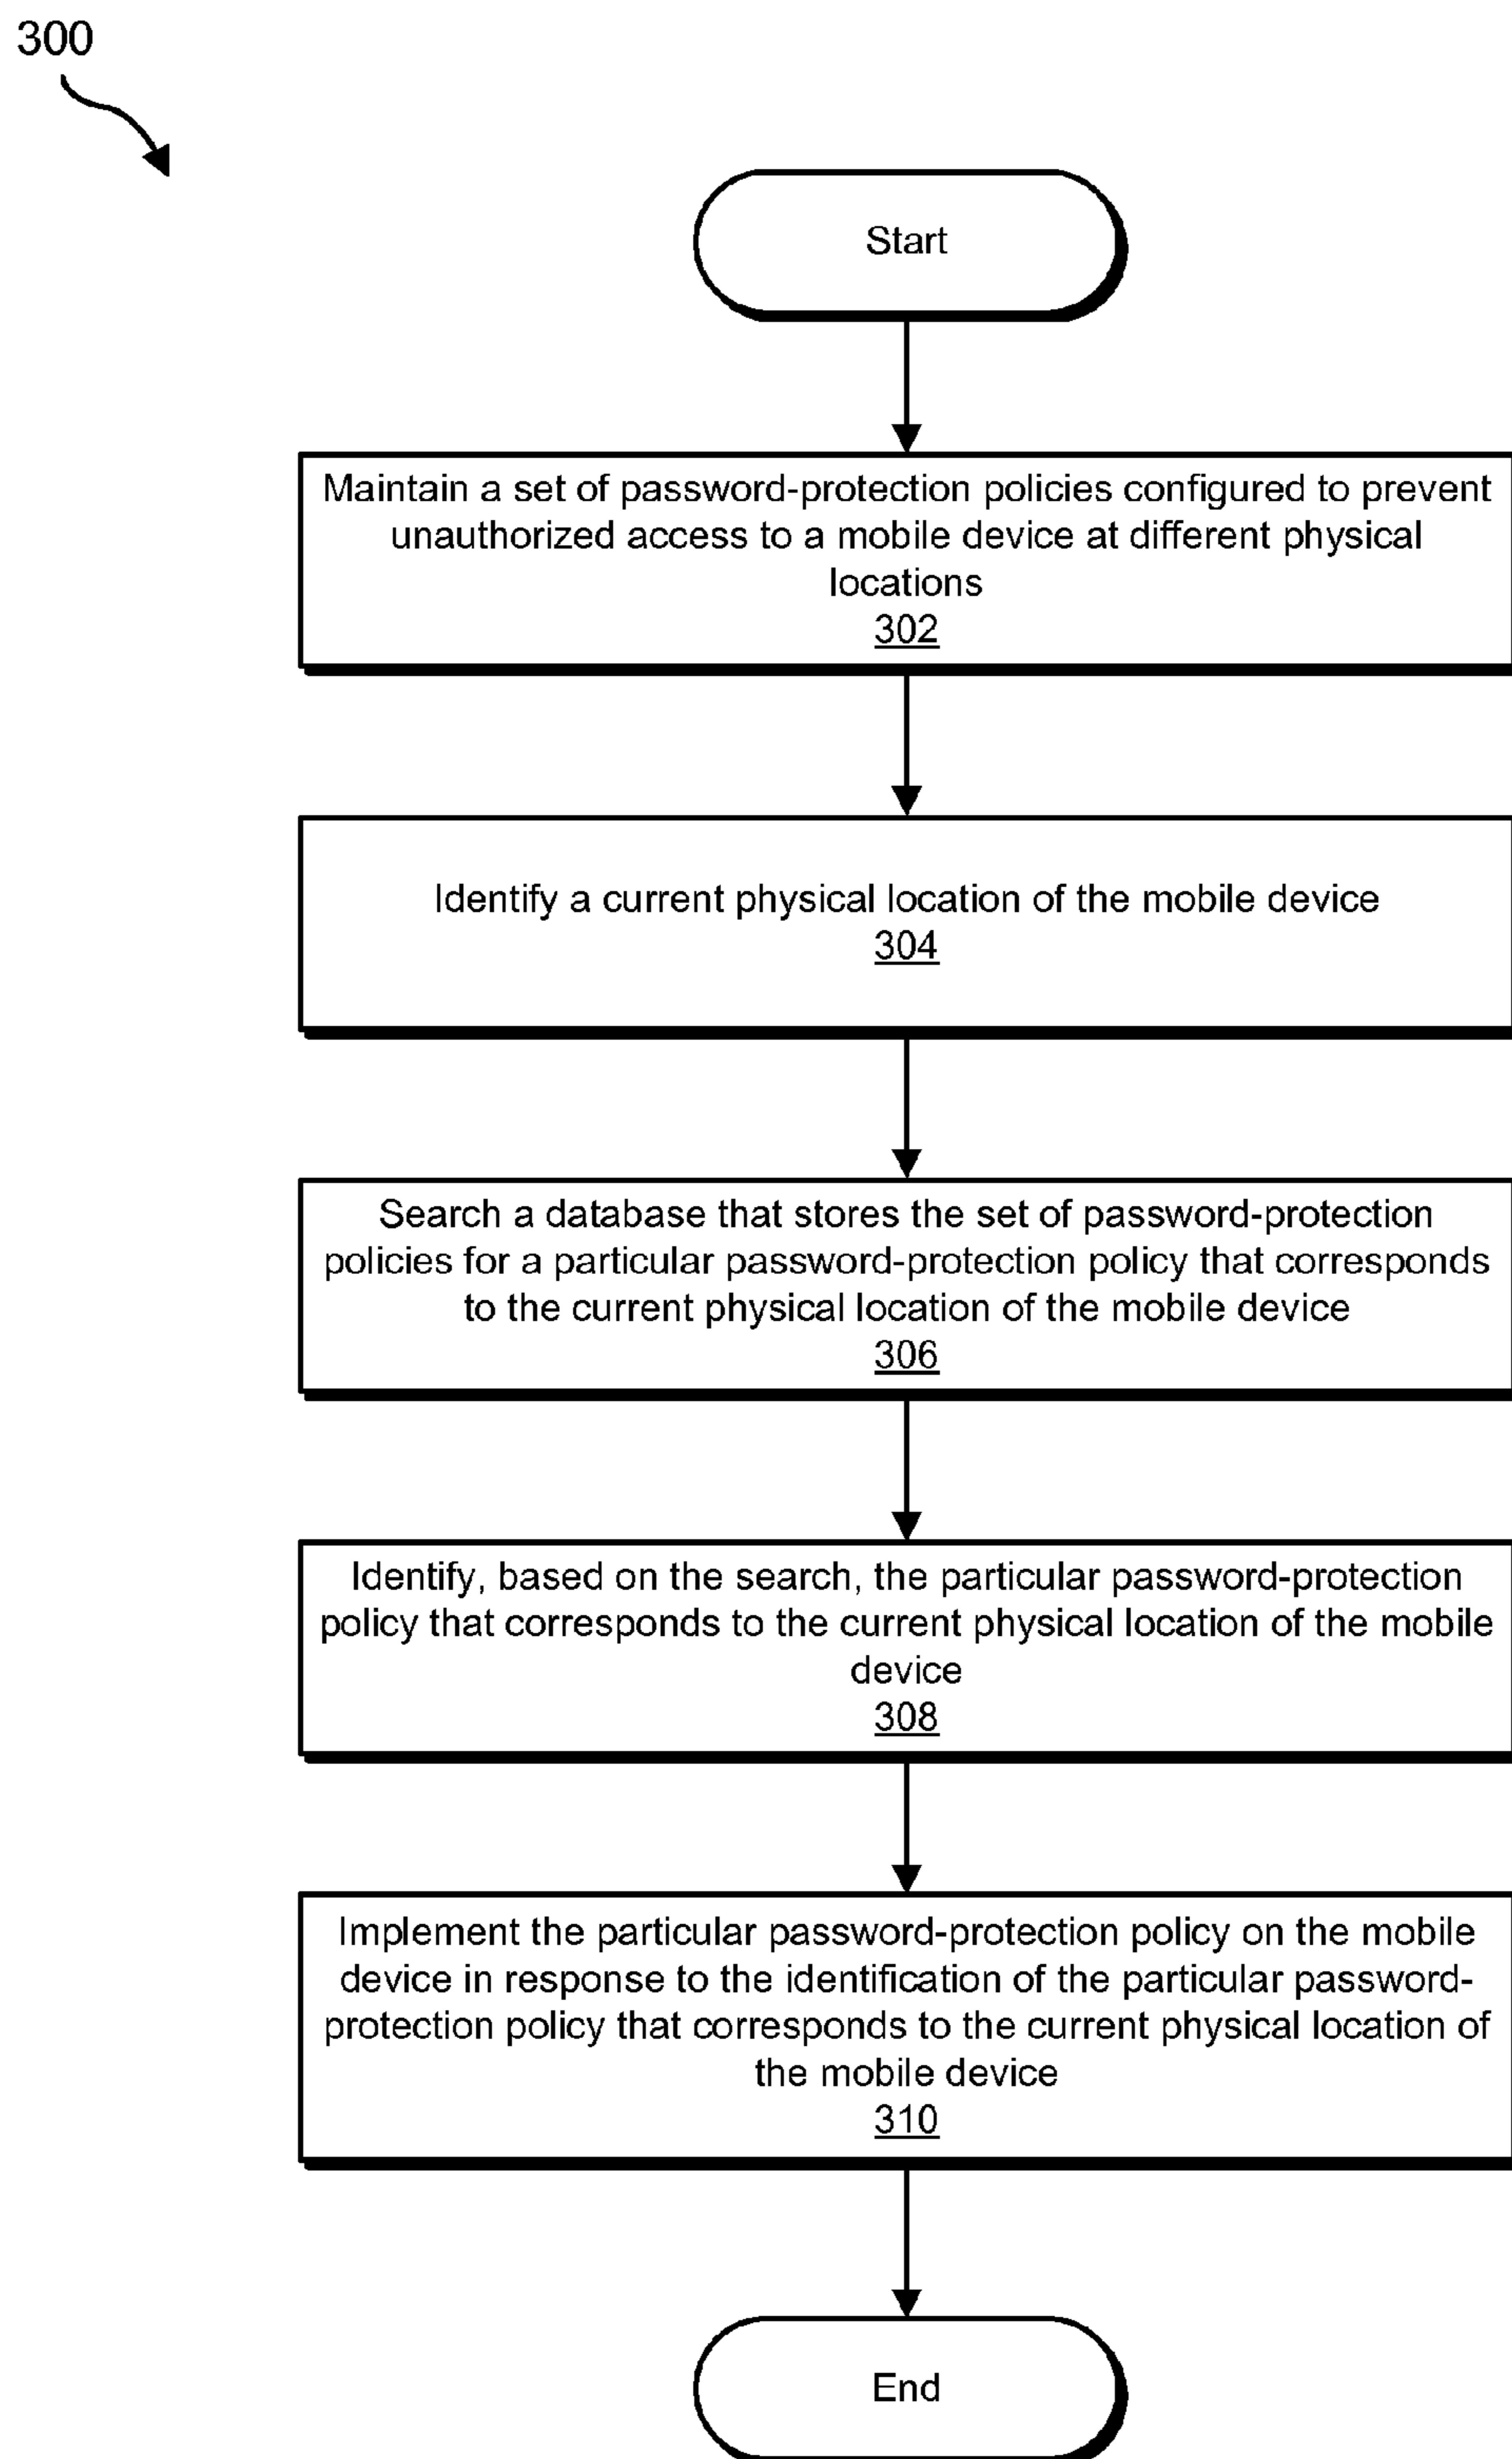 300
Start
Maintain a set of password-protection policies configured to prevent
unauthorized access to a mobile device at different physical
locations
302
Identify a current physical location of the mobile device
304
Search a database that stores the set of password-protection
policies for a particular password-protection policy that corresponds
to the current physical location of the mobile device
306
Identify, based on the search, the particular password-protection
policy that corresponds to the current physical location of the mobile
device
308
Implement the particular password-protection policy on the mobile
device in response to the identification of the particular password-
protection policy that corresponds to the current physical location of
the mobile device
310
End